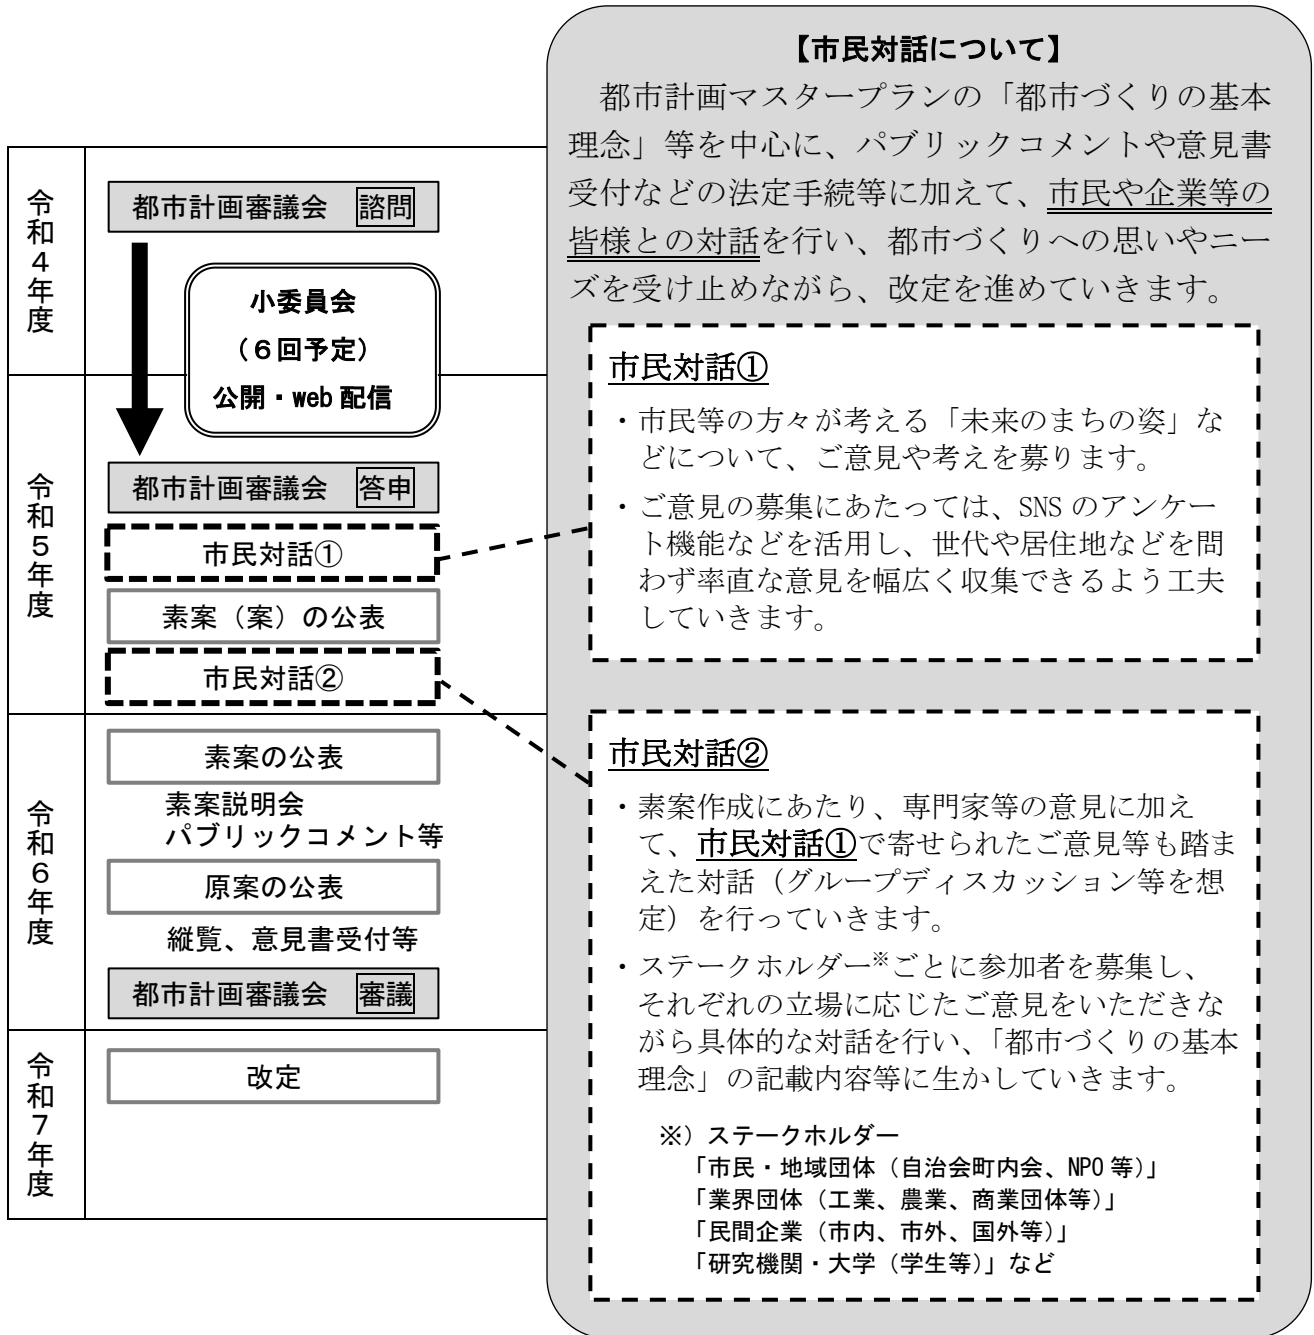 令和4年度
都市計画審議会 諮問
小委員会
(6回予定)
公開・web配信
令和5年度
都市計画審議会 答申
市民対話①
素案(案)の公表
市民対話②
令和6年度
素案の公表
素案説明会
パブリックコメント等
原案の公表
縦覧、意見書受付等
都市計画審議会 審議
令和7年度
改定
【市民対話について】
都市計画マスタープランの「都市づくりの基本
理念」等を中心に、パブリックコメントや意見書
受付などの法定手続等に加えて、市民や企業等の
皆様との対話を行い、都市づくりへの思いやニー
ズを受け止めながら、改定を進めていきます。
市民対話①
・市民等の方々が考える「未来のまちの姿」な
どについて、ご意見や考えを募ります。
・ご意見の募集にあたっては、SNSのアンケー
ト機能などを活用し、世代や居住地などを問
わず率直な意見を幅広く収集できるよう工夫
していきます。
市民対話②
・素案作成にあたり、専門家等の意見に加え
て、市民対話①で寄せられたご意見等も踏ま
えた対話(グループディスカッション等を想
定)を行っていきます。
・ステークホルダー※ごとに参加者を募集し、
それぞれの立場に応じたご意見をいただきな
がら具体的な対話を行い、「都市づくりの基本
理念」の記載内容等に生かしていきます。
※)ステークホルダー
「市民・地域団体(自治会町内会、NPO等)」
「業界団体(工業、農業、商業団体等)」
「民間企業(市内、市外、国外等)」
「研究機関・大学(学生等)」など